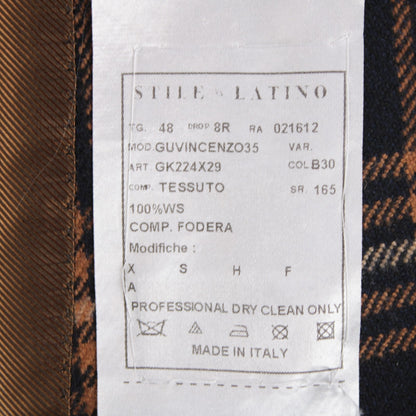 STILE LATINO
TG. 48 DROP 8R RA 021612
MOD. GUVINCENZO35 VAR.
ART GK224X29 COL B30
COMP. TESSUTO SR. 165
100%WS
COMP. FODERA
Modifiche :
X S H F
A
PROFESSIONAL DRY CLEAN ONLY
MADE IN ITALY